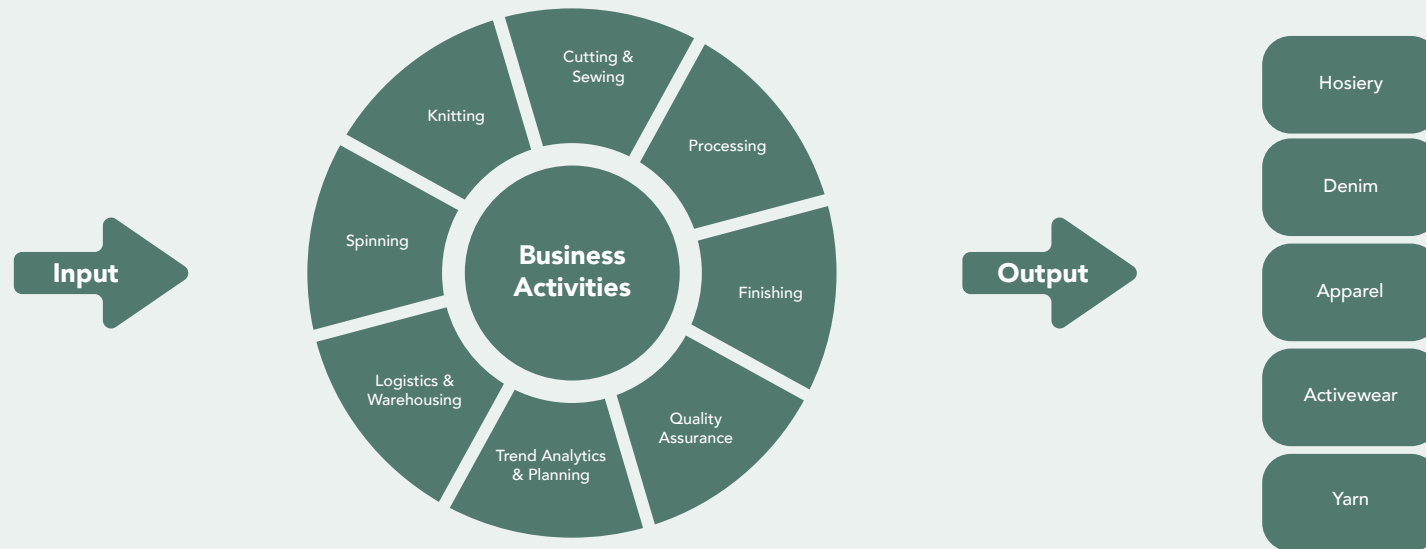 Input
Business
Activities
Cutting &
Sewing
Processing
Finishing
Quality
Assurance
Trend Analytics
& Planning
Logistics &
Warehousing
Spinning
Knitting
Output
Hosiery
Denim
Apparel
Activewear
Yarn